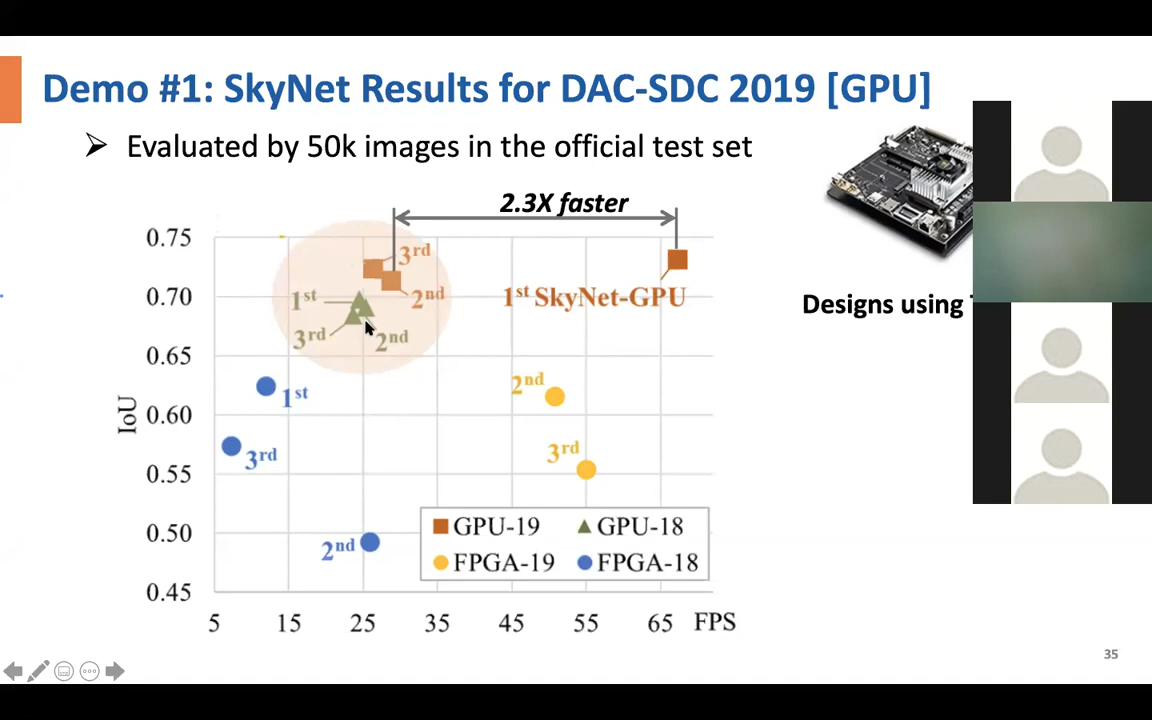 Demo #1: SkyNet Results for DAC-SDC 2019 [GPU]
➢ Evaluated by 50k images in the official test set
2.3X faster
0.75
3rd
1st
2nd
1st SkyNet-GPU
0.70
Designs using
3rd
2nd
0.65
2nd
1st
IoU
0.60
3rd
3rd
0.55
GPU-19
GPU-18
0.50
2nd
FPGA-19
FPGA-18
0.45
5
15
25
35
45
55
65
FPS
35